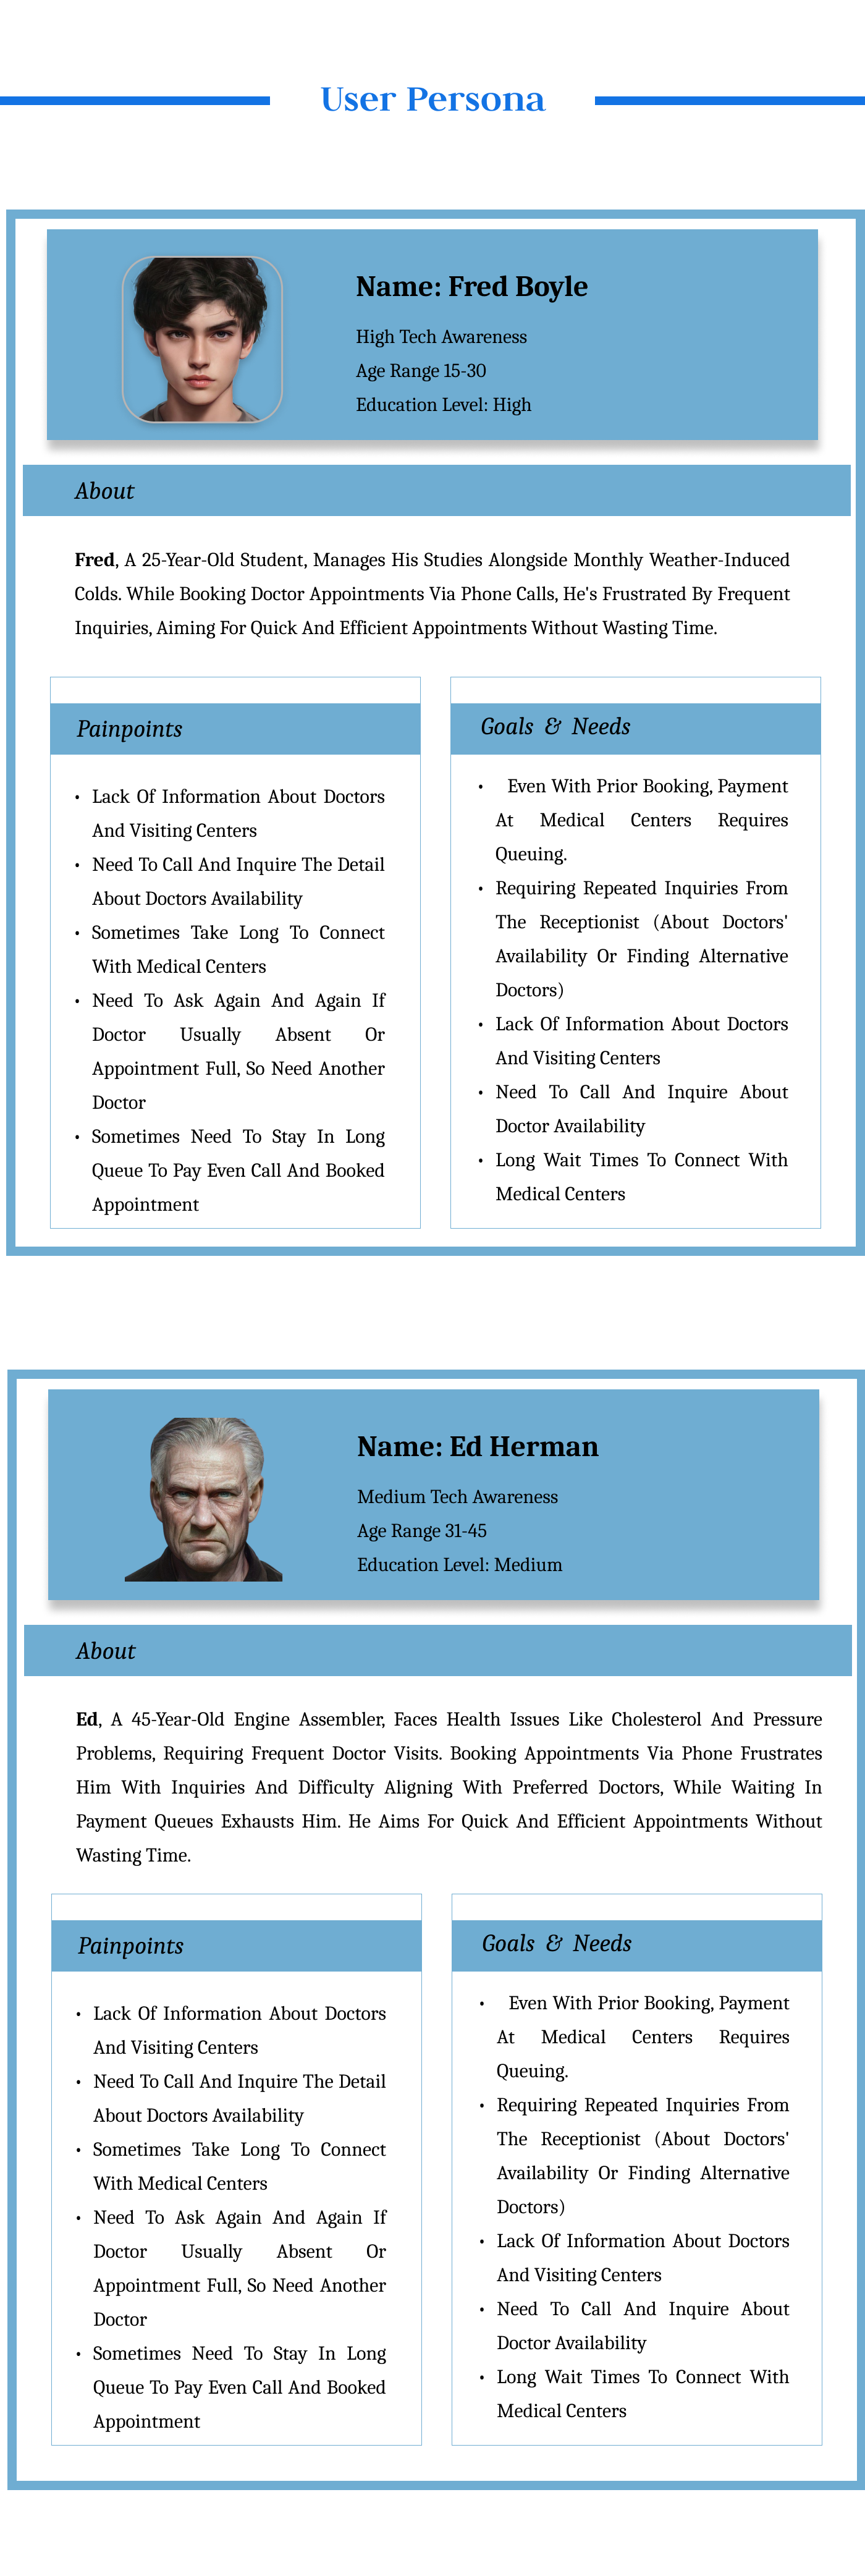 User Persona
Name: Fred Boyle
High Tech Awareness
Age Range 15-30
Education Level: High
About
Fred, A 25-Year-Old Student, Manages His Studies Alongside Monthly Weather-Induced
Colds. While Booking Doctor Appointments Via Phone Calls, He's Frustrated By Frequent
Inquiries, Aiming For Quick And Efficient Appointments Without Wasting Time.
Painpoints
• Lack Of Information About Doctors
And Visiting Centers
• Need To Call And Inquire The Detail
About Doctors Availability
• Sometimes Take Long To Connect
With Medical Centers
• Need To Ask Again And Again If
Doctor Usually Absent Or
Appointment Full, So Need Another
Doctor
• Sometimes Need To Stay In Long
Queue To Pay Even Call And Booked
Appointment
Goals & Needs
• Even With Prior Booking, Payment
At Medical Centers Requires
Queuing.
• Requiring Repeated Inquiries From
The Receptionist (About Doctors'
Availability Or Finding Alternative
Doctors)
• Lack Of Information About Doctors
And Visiting Centers
• Need To Call And Inquire About
Doctor Availability
• Long Wait Times To Connect With
Medical Centers
Name: Ed Herman
Medium Tech Awareness
Age Range 31-45
Education Level: Medium
About
Ed, A 45-Year-Old Engine Assembler, Faces Health Issues Like Cholesterol And Pressure
Problems, Requiring Frequent Doctor Visits. Booking Appointments Via Phone Frustrates
Him With Inquiries And Difficulty Aligning With Preferred Doctors, While Waiting In
Payment Queues Exhausts Him. He Aims For Quick And Efficient Appointments Without
Wasting Time.
Painpoints
• Lack Of Information About Doctors
And Visiting Centers
• Need To Call And Inquire The Detail
About Doctors Availability
• Sometimes Take Long To Connect
With Medical Centers
• Need To Ask Again And Again If
Doctor Usually Absent Or
Appointment Full, So Need Another
Doctor
• Sometimes Need To Stay In Long
Queue To Pay Even Call And Booked
Appointment
Goals & Needs
• Even With Prior Booking, Payment
At Medical Centers Requires
Queuing.
• Requiring Repeated Inquiries From
The Receptionist (About Doctors'
Availability Or Finding Alternative
Doctors)
• Lack Of Information About Doctors
And Visiting Centers
• Need To Call And Inquire About
Doctor Availability
• Long Wait Times To Connect With
Medical Centers